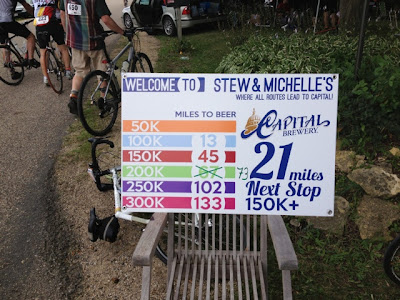 WELCOME TO: STEW & MICHELLE'S
WHERE ALL ROUTES LEAD TO CAPITAL!
MILES TO BEER
50K
100K 13
150K 45
200K 67 73
250K 102
300K 133
CAPITAL
BREWERY.
21
miles
Next Stop
150K+